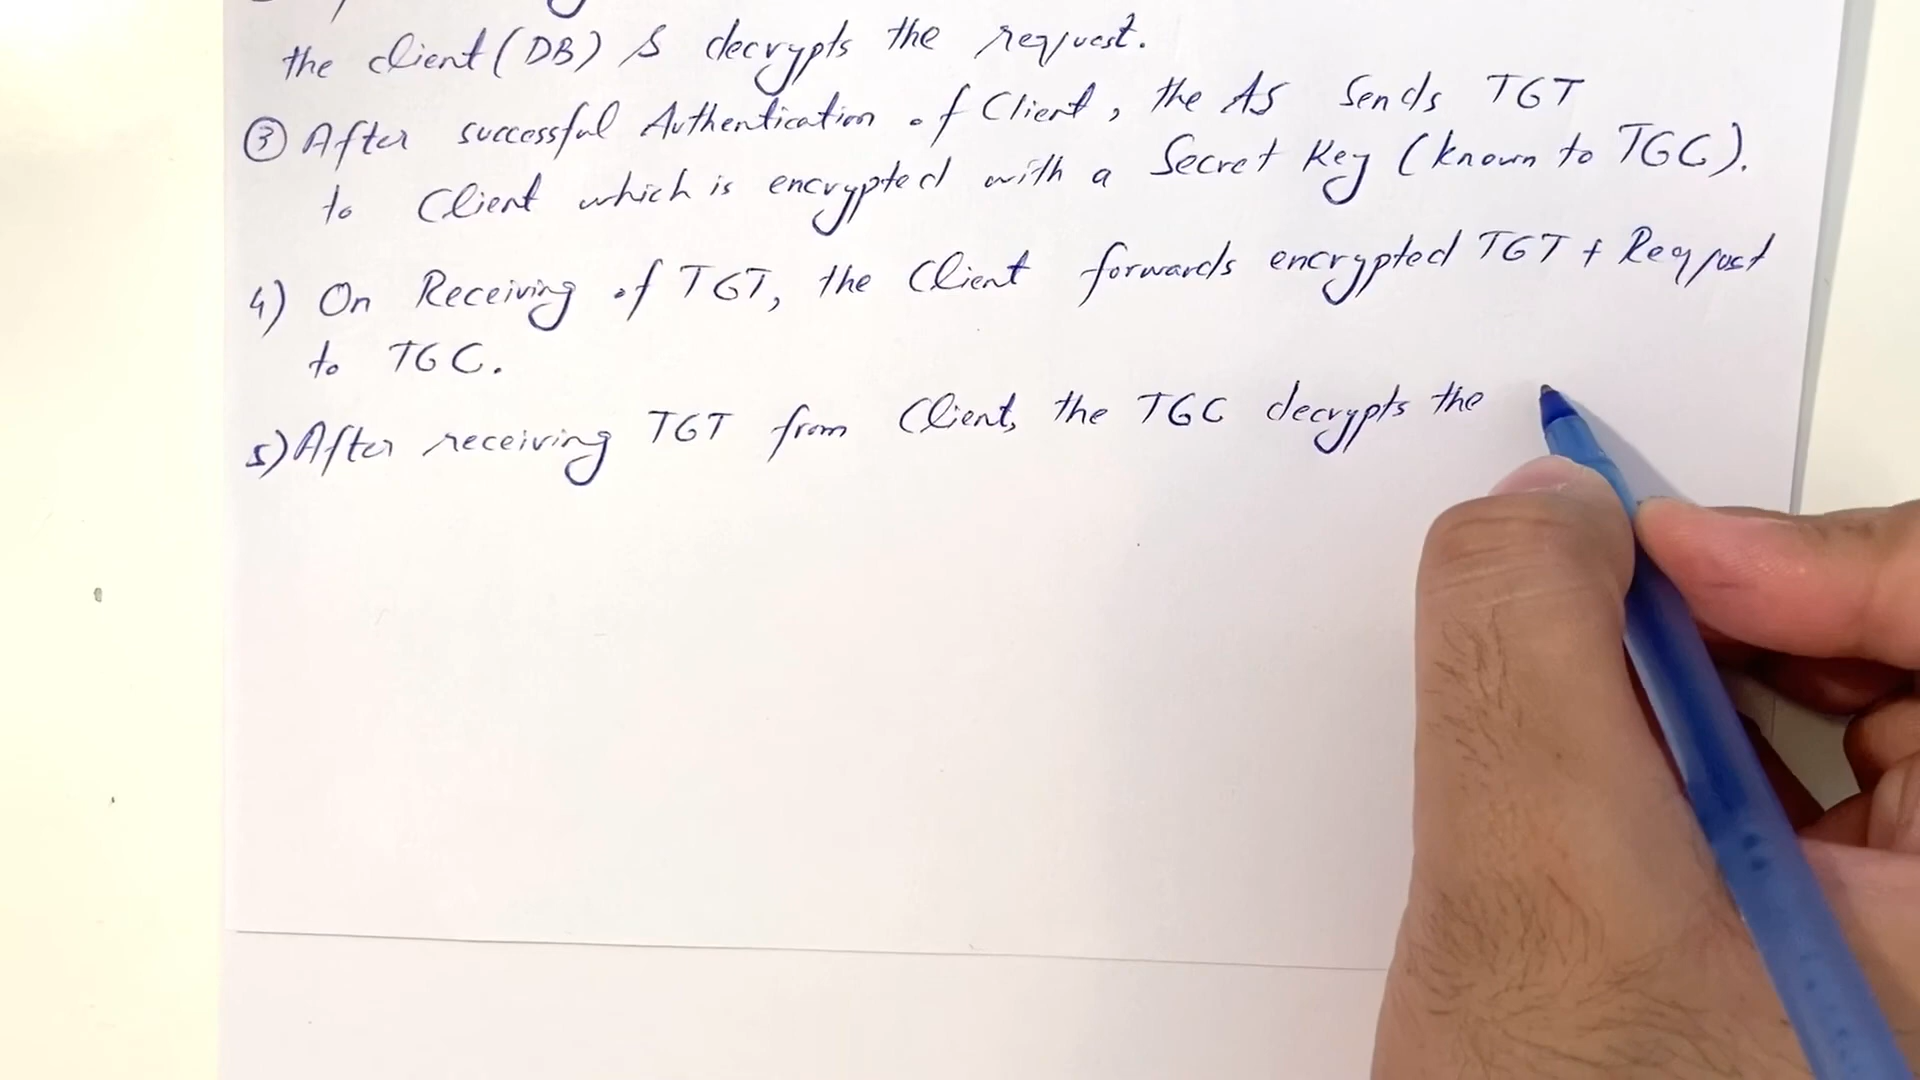 the client (DB) & decrypts the request.
③ After successful Authentication of Client, the AS Sends TGT
to Client which is encrypted with a Secret Key (known to TGC).
4) On Receiving of TGT, the Client forwards encrypted TGT + Request
to TGC.
5) After receiving TGT from Client, the TGC decrypts the